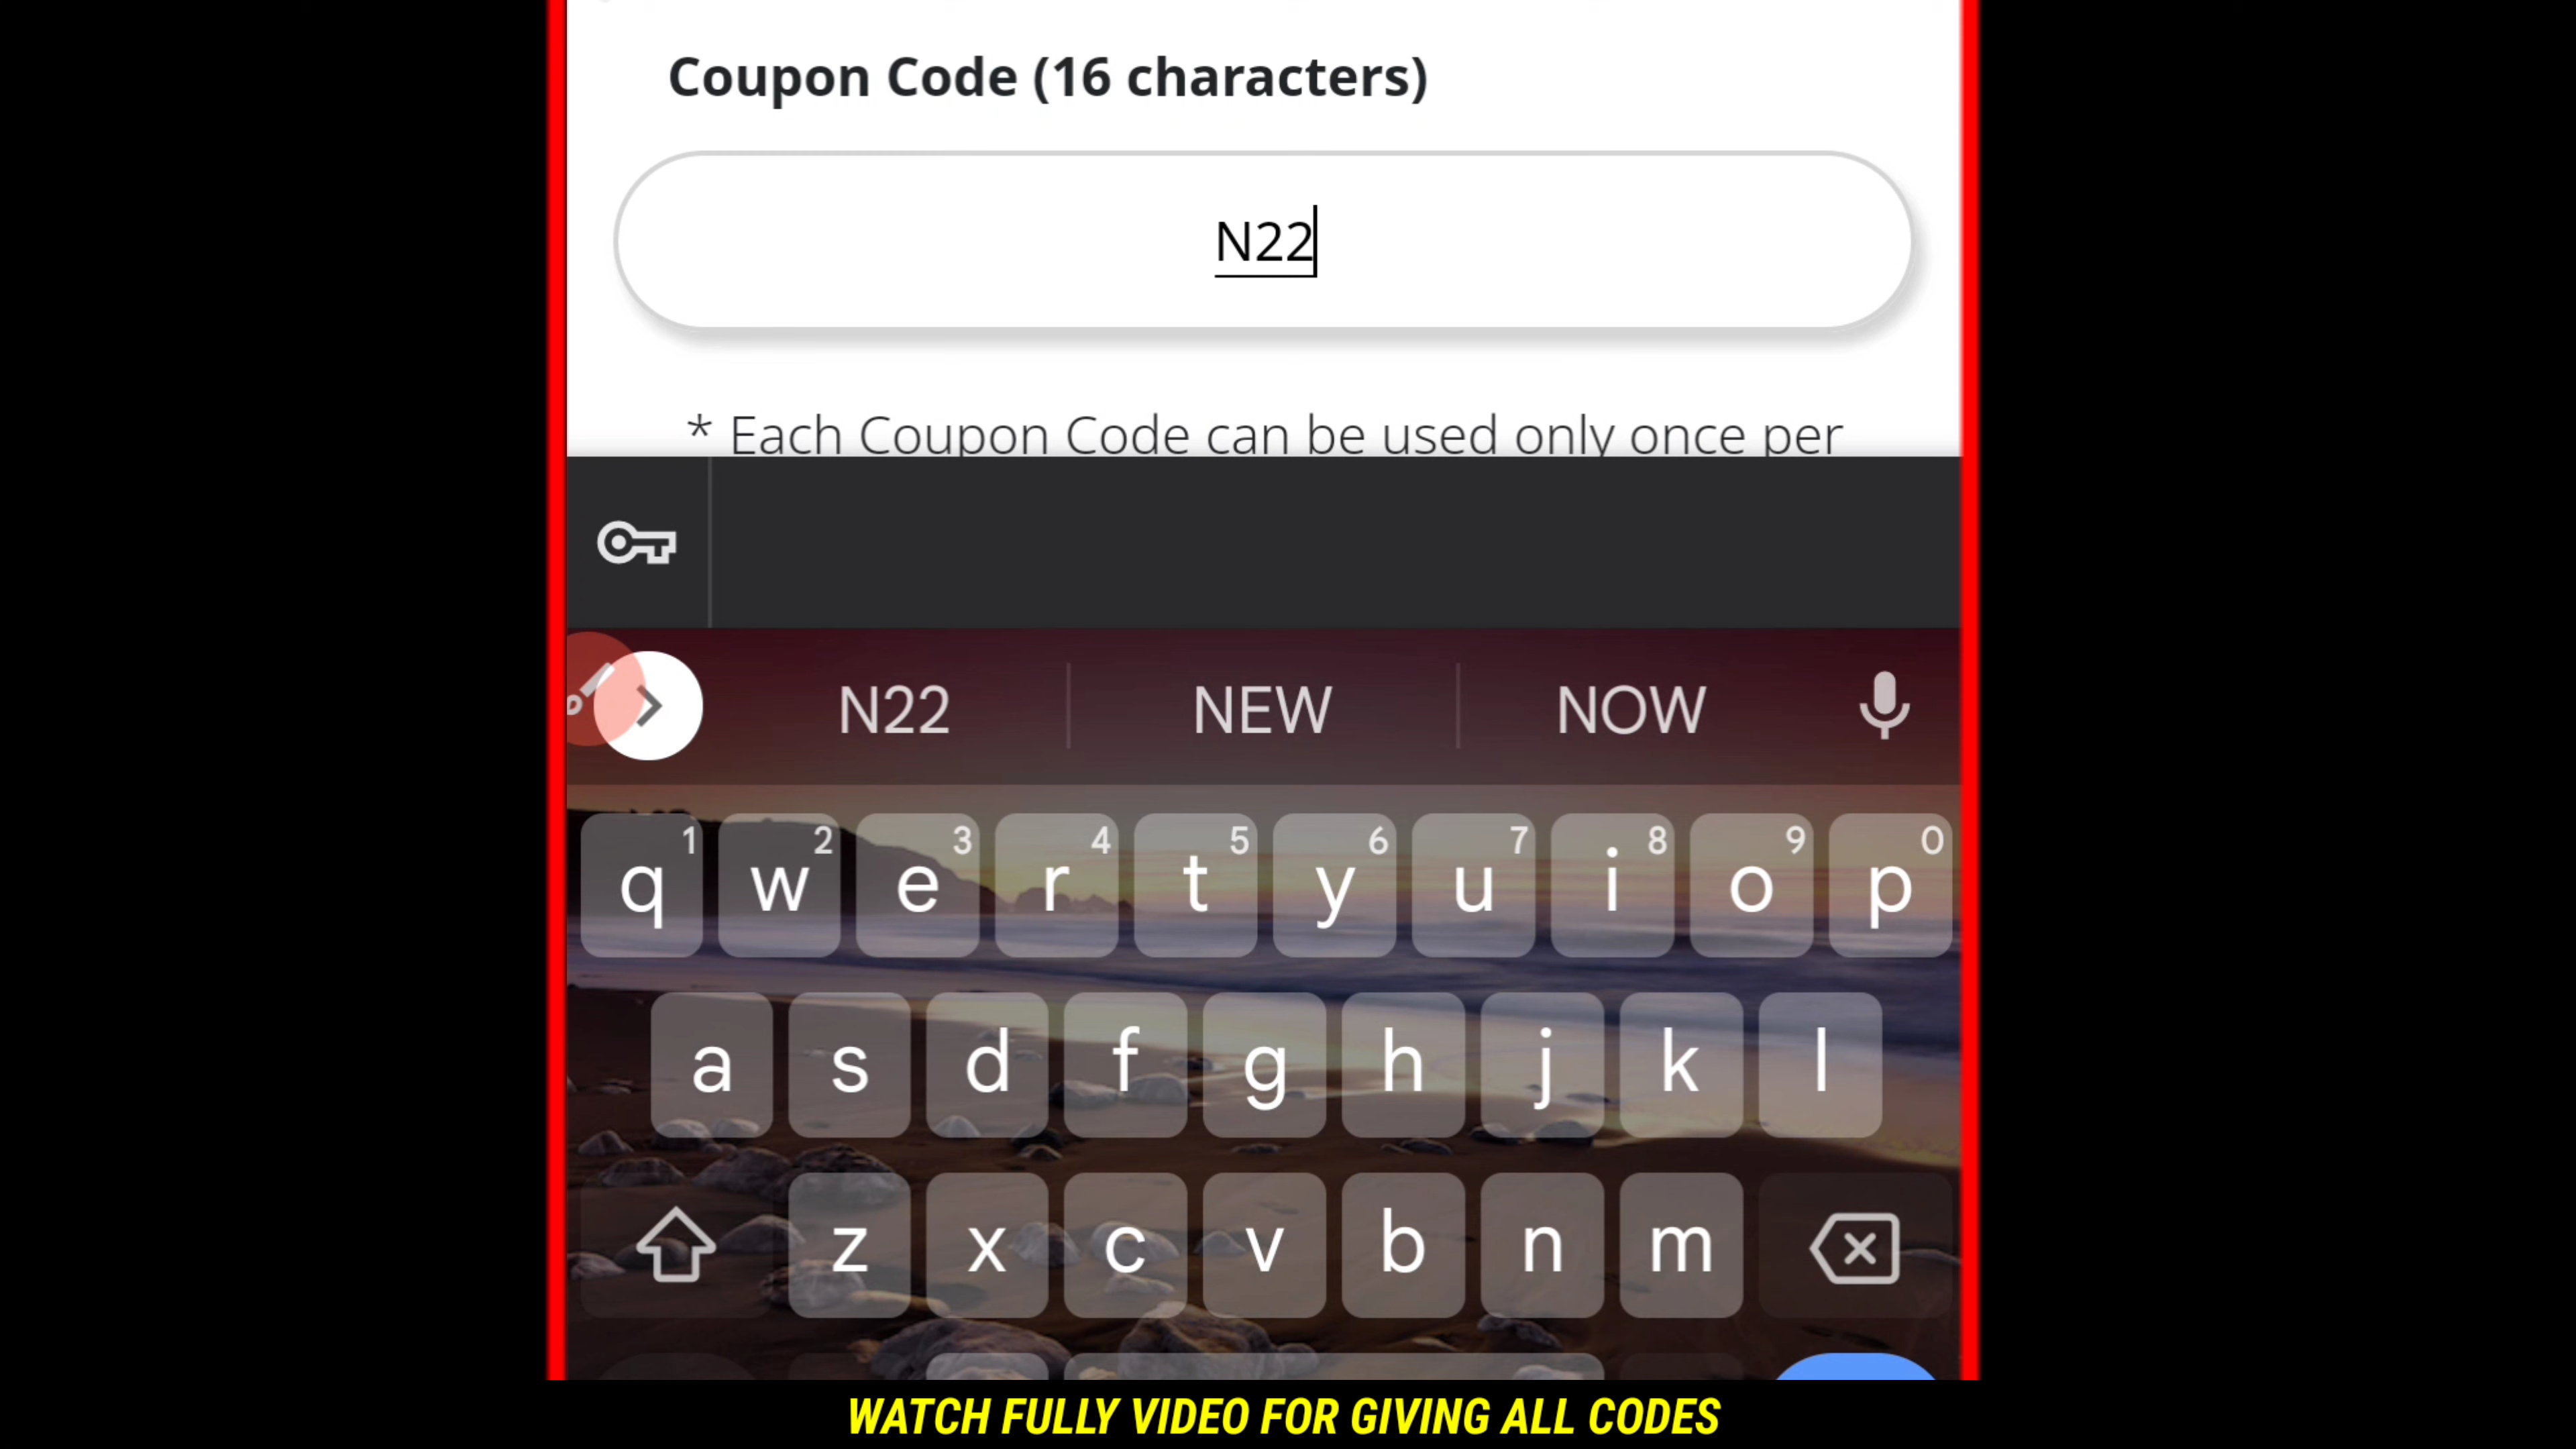 Coupon Code (16 characters)
N22
* Each Coupon Code can be used only once per
N22 NEW NOW
1 2 3 4 5 6 7 8 9 0
q w e r t y u i o p
a s d f g h j k l
z x c v b n m
WATCH FULLY VIDEO FOR GIVING ALL CODES